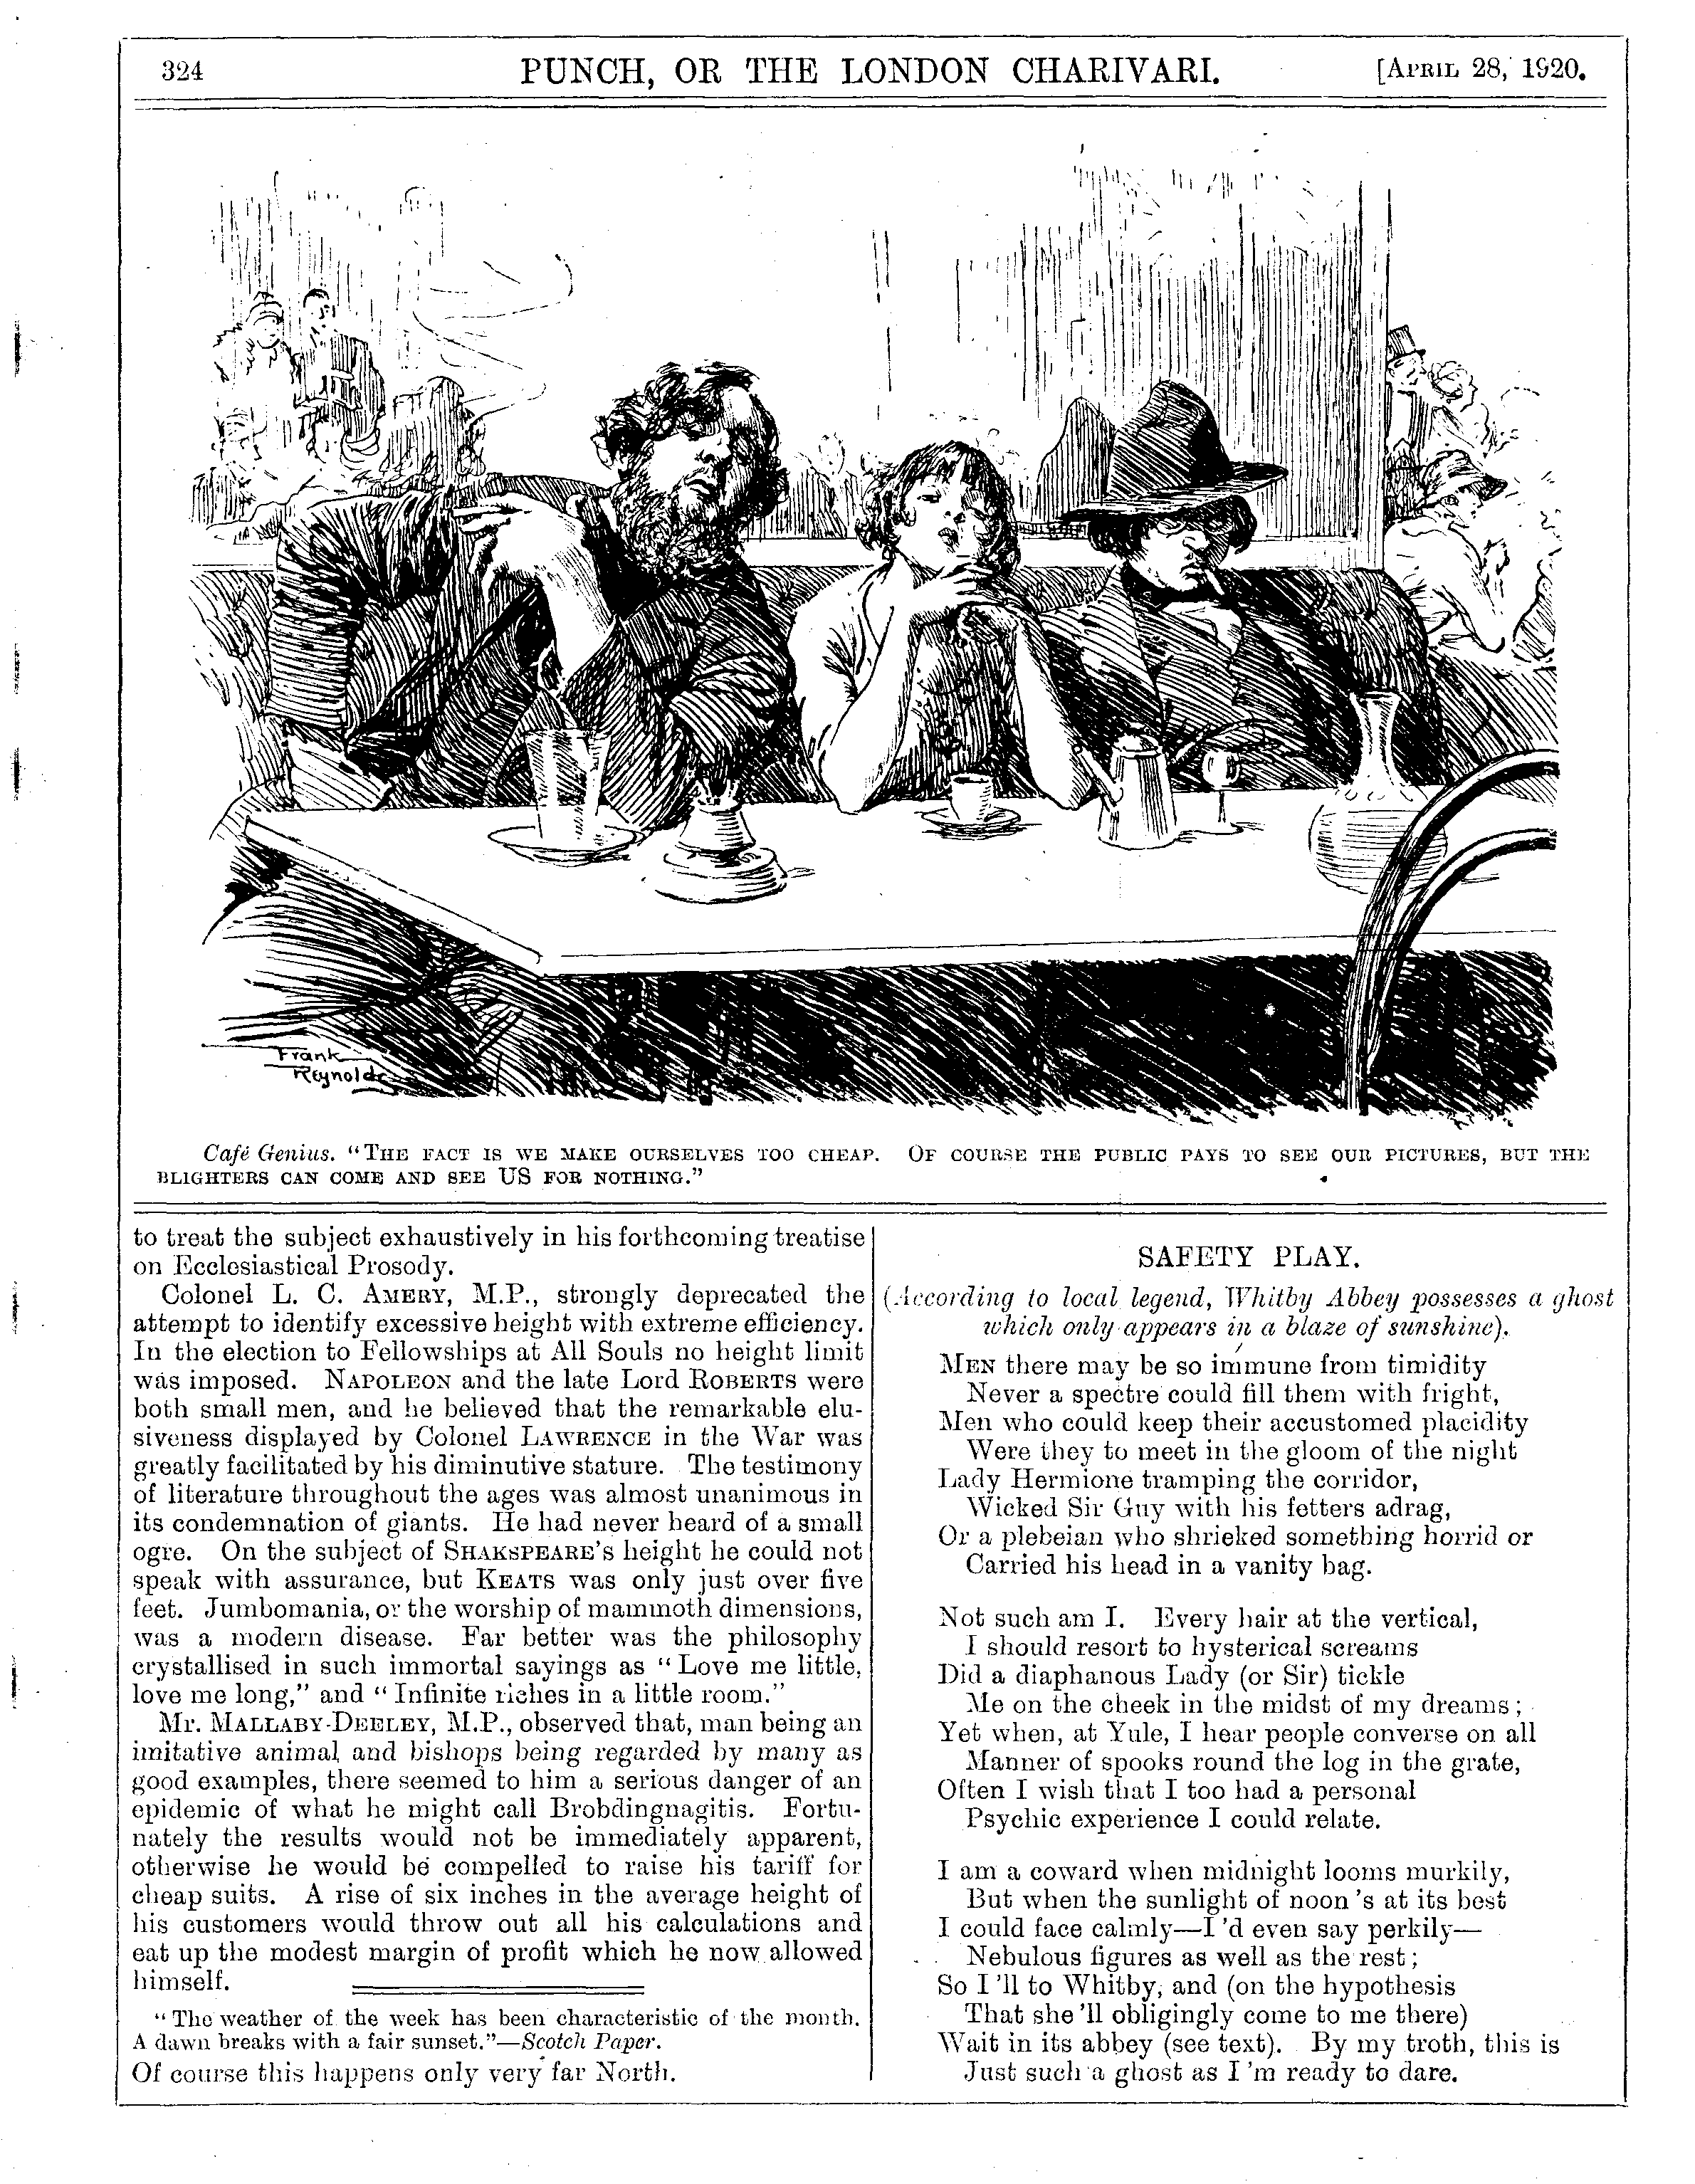 324
PUNCH, OR THE LONDON CHARIVARI.
[APRIL 28, 1920.
Frank
Reynolds
Café Genius. "THE FACT IS WE MAKE OURSELVES TOO CHEAP. OF COURSE THE PUBLIC PAYS TO SEE OUR PICTURES, BUT THE
BLIGHTERS CAN COME AND SEE US FOR NOTHING."
to treat the subject exhaustively in his forthcoming treatise
on Ecclesiastical Prosody.
Colonel L. C. AMERY, M.P., strongly deprecated the
attempt to identify excessive height with extreme efficiency.
In the election to Fellowships at All Souls no height limit
was imposed. NAPOLEON and the late Lord ROBERTS were
both small men, and he believed that the remarkable elu-
siveness displayed by Colonel LAWRENCE in the War was
greatly facilitated by his diminutive stature. The testimony
of literature throughout the ages was almost unanimous in
its condemnation of giants. He had never heard of a small
ogre. On the subject of SHAKSPEARE'S height he could not
speak with assurance, but KEATS was only just over five
feet. Jumbomania, or the worship of mammoth dimensions,
was a modern disease. Far better was the philosophy
crystallised in such immortal sayings as "Love me little,
love me long," and "Infinite riches in a little room."
Mr. MALLABY-DEELEY, M.P., observed that, man being an
imitative animal and bishops being regarded by many as
good examples, there seemed to him a serious danger of an
epidemic of what he might call Brobdingnagitis. Fortu-
nately the results would not be immediately apparent,
otherwise he would be compelled to raise his tariff for
cheap suits. A rise of six inches in the average height of
his customers would throw out all his calculations and
eat up the modest margin of profit which he now allowed
himself.
"The weather of the week has been characteristic of the month.
A dawn breaks with a fair sunset."—Scotch Paper.
Of course this happens only very far North.
SAFETY PLAY.
(According to local legend, Whitby Abbey possesses a ghost
which only appears in a blaze of sunshine).
MEN there may be so immune from timidity
Never a spectre could fill them with fright,
Men who could keep their accustomed placidity
Were they to meet in the gloom of the night
Lady Hermione tramping the corridor,
Wicked Sir Guy with his fetters adrag,
Or a plebeian who shrieked something horrid or
Carried his head in a vanity bag.
Not such am I. Every hair at the vertical,
I should resort to hysterical screams
Did a diaphanous Lady (or Sir) tickle
Me on the cheek in the midst of my dreams;
Yet when, at Yule, I hear people converse on all
Manner of spooks round the log in the grate,
Often I wish that I too had a personal
Psychic experience I could relate.
I am a coward when midnight looms murkily,
But when the sunlight of noon's at its best
I could face calmly—I'd even say perkily—
Nebulous figures as well as the rest;
So I'll to Whitby, and (on the hypothesis
That she'll obligingly come to me there)
Wait in its abbey (see text). By my troth, this is
Just such a ghost as I'm ready to dare.